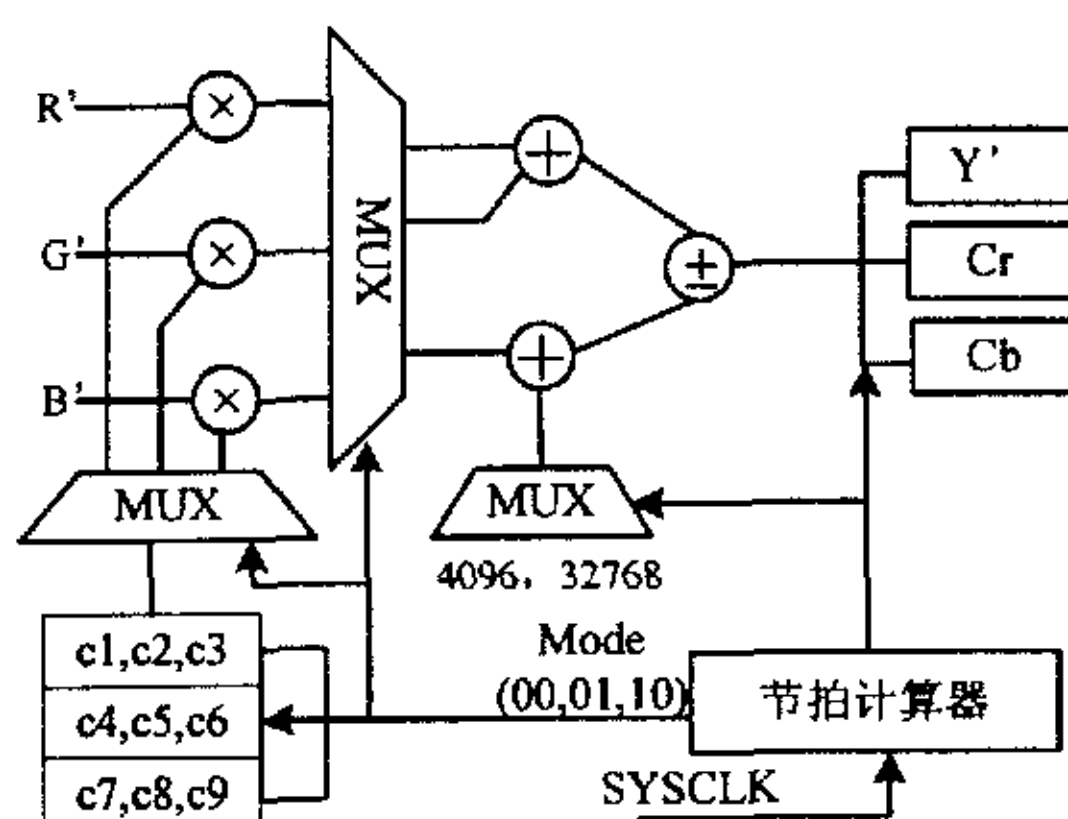 R'
G'
B'
MUX
MUX
MUX
4096, 32768
Y'
Cr
Cb
c1,c2,c3
c4,c5,c6
c7,c8,c9
Mode
(00,01,10)
节拍计算器
SYSCLK